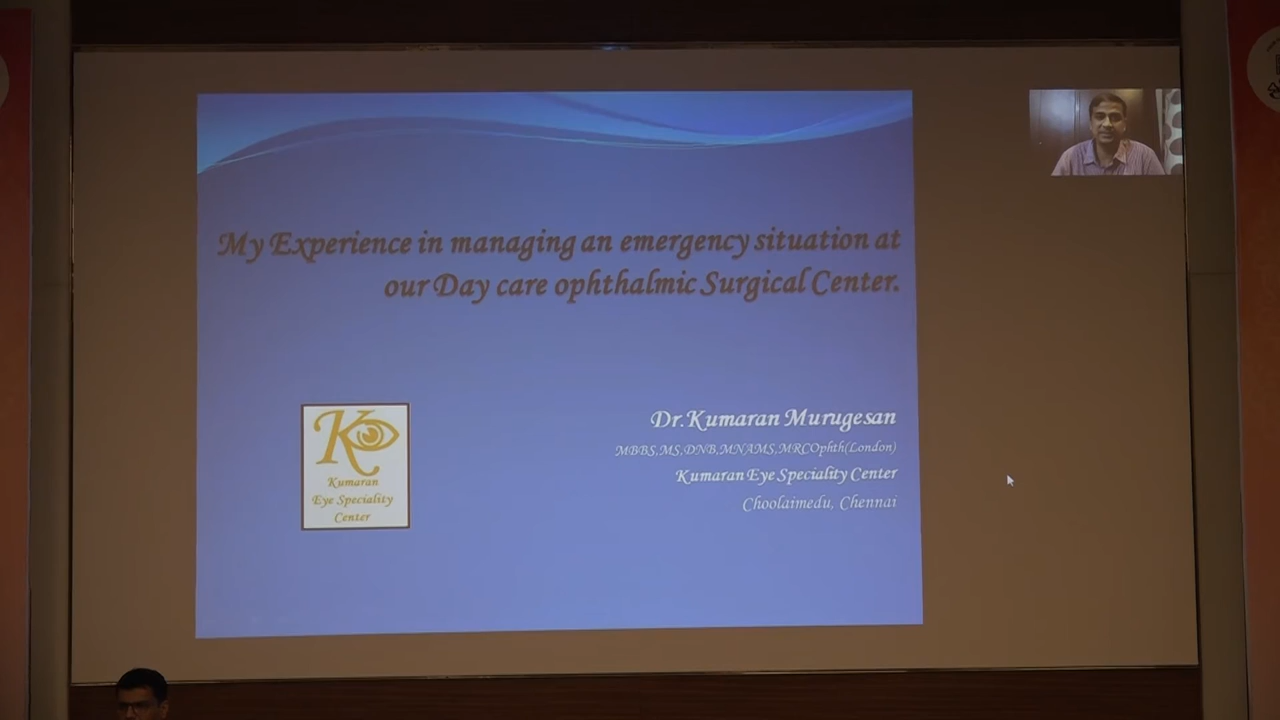 My Experience in managing an emergency situation at
our Day care ophthalmic Surgical Center.
Dr.Kumaran Murugesan
MBBS,MS,DNB,MNAMS,MRCOphth(London)
Kumaran Eye Speciality Center
Choolaimedu, Chennai
K
Kumaran
Eye Speciality
Center